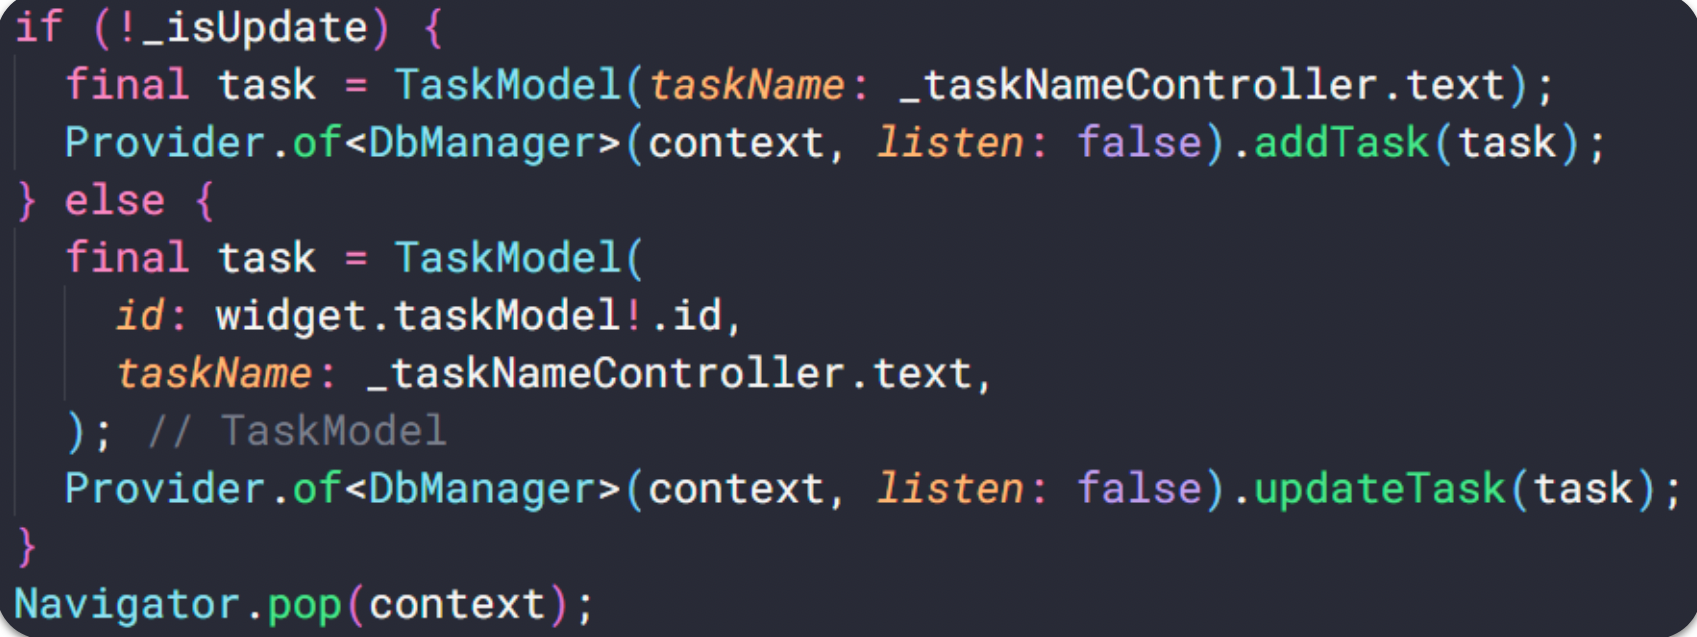 if (!_isUpdate) {
  final task = TaskModel(taskName: _taskNameController.text);
  Provider.of<DbManager>(context, listen: false).addTask(task);
} else {
  final task = TaskModel(
    id: widget.taskModel!.id,
    taskName: _taskNameController.text,
  ); // TaskModel
  Provider.of<DbManager>(context, listen: false).updateTask(task);
}
Navigator.pop(context);